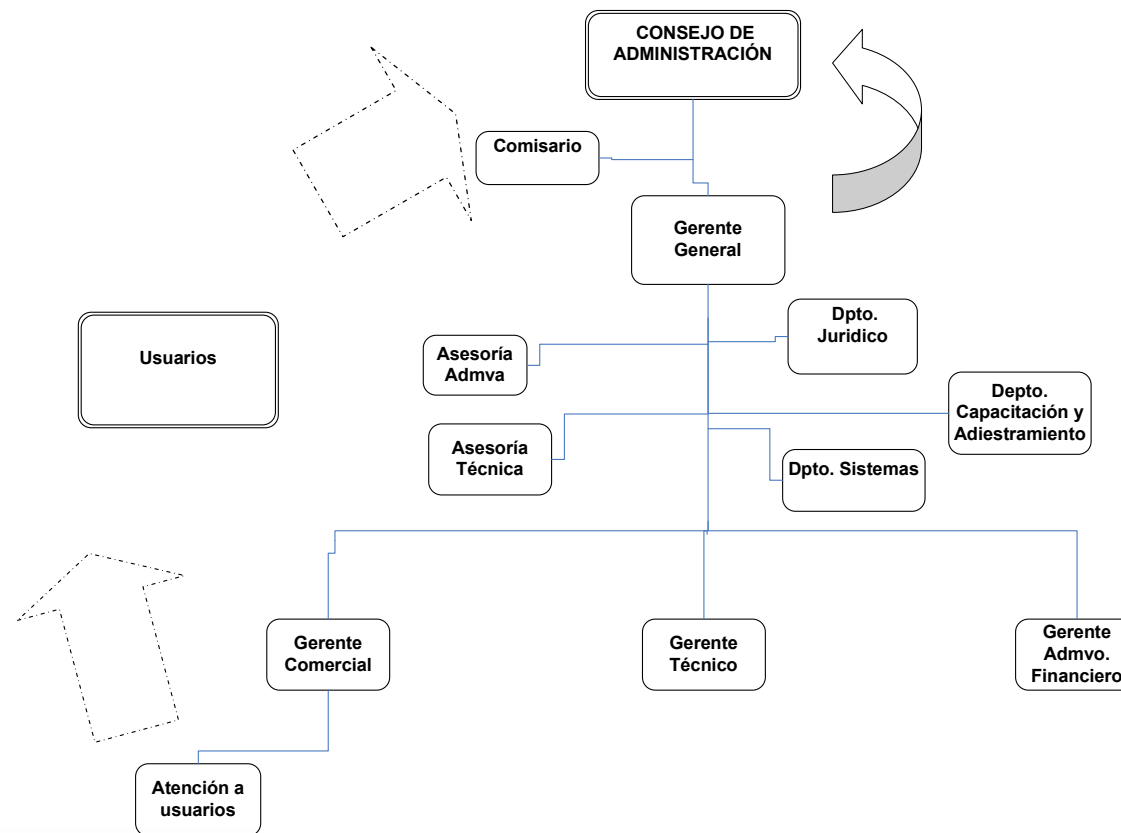 CONSEJO DE
ADMINISTRACIÓN
Comisario
Gerente
General
Dpto.
Juridico
Asesoría
Admva
Usuarios
Depto.
Capacitación y
Adiestramiento
Asesoría
Técnica
Dpto. Sistemas
Gerente
Comercial
Gerente
Técnico
Gerente
Admvo.
Financiero
Atención a
usuarios